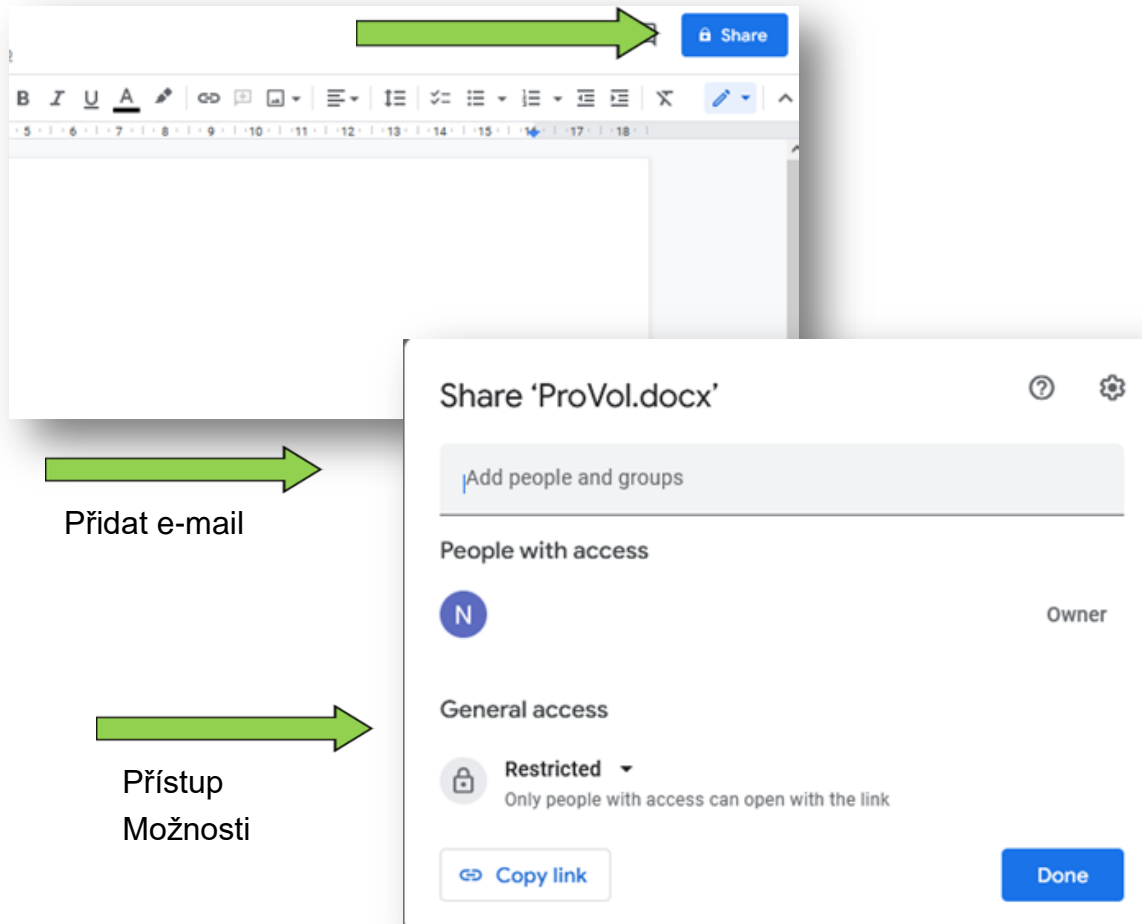 Share
B I U A
5 6 7 8 9 10 11 12 13 14 15 16 17 18
Share ‘ProVol.docx’
Add people and groups
Přidat e-mail
People with access
N
Owner
General access
Přístup
Možnosti
Restricted
Only people with access can open with the link
Copy link
Done